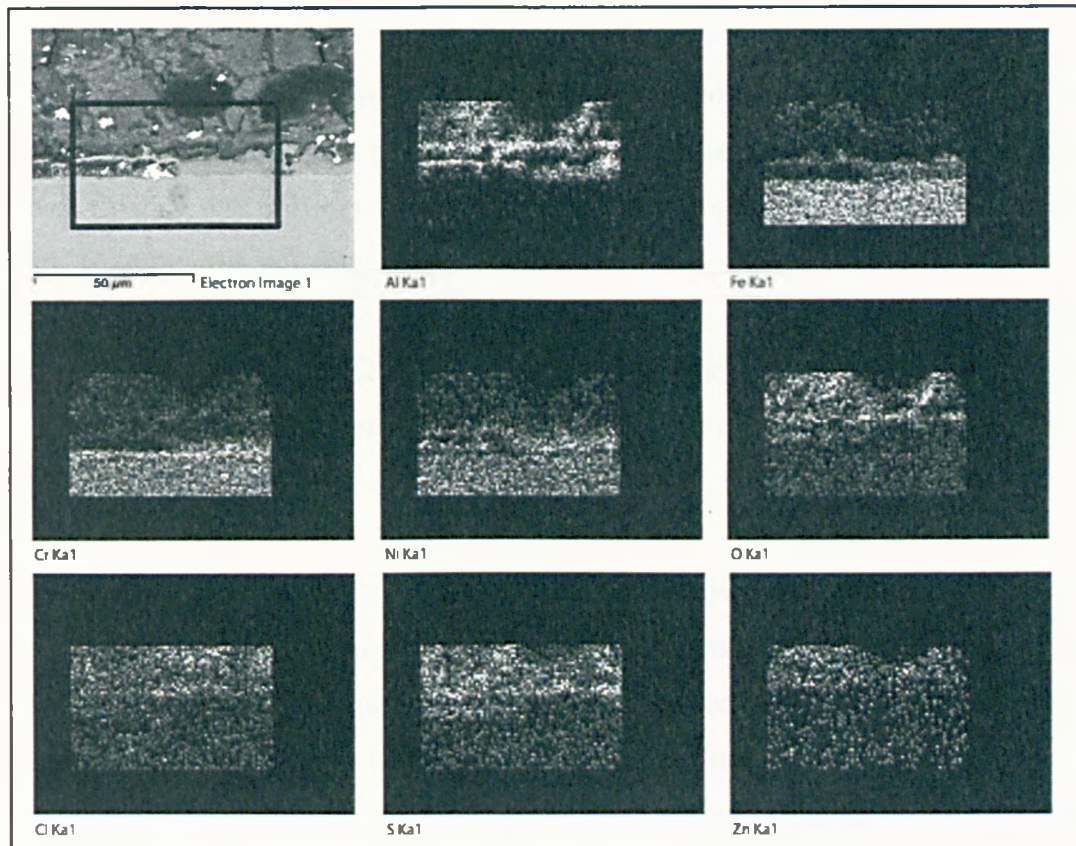 50 µm Electron Image 1
Al Ka1
Fe Ka1
Cr Ka1
Ni Ka1
O Ka1
Cl Ka1
S Ka1
Zn Ka1